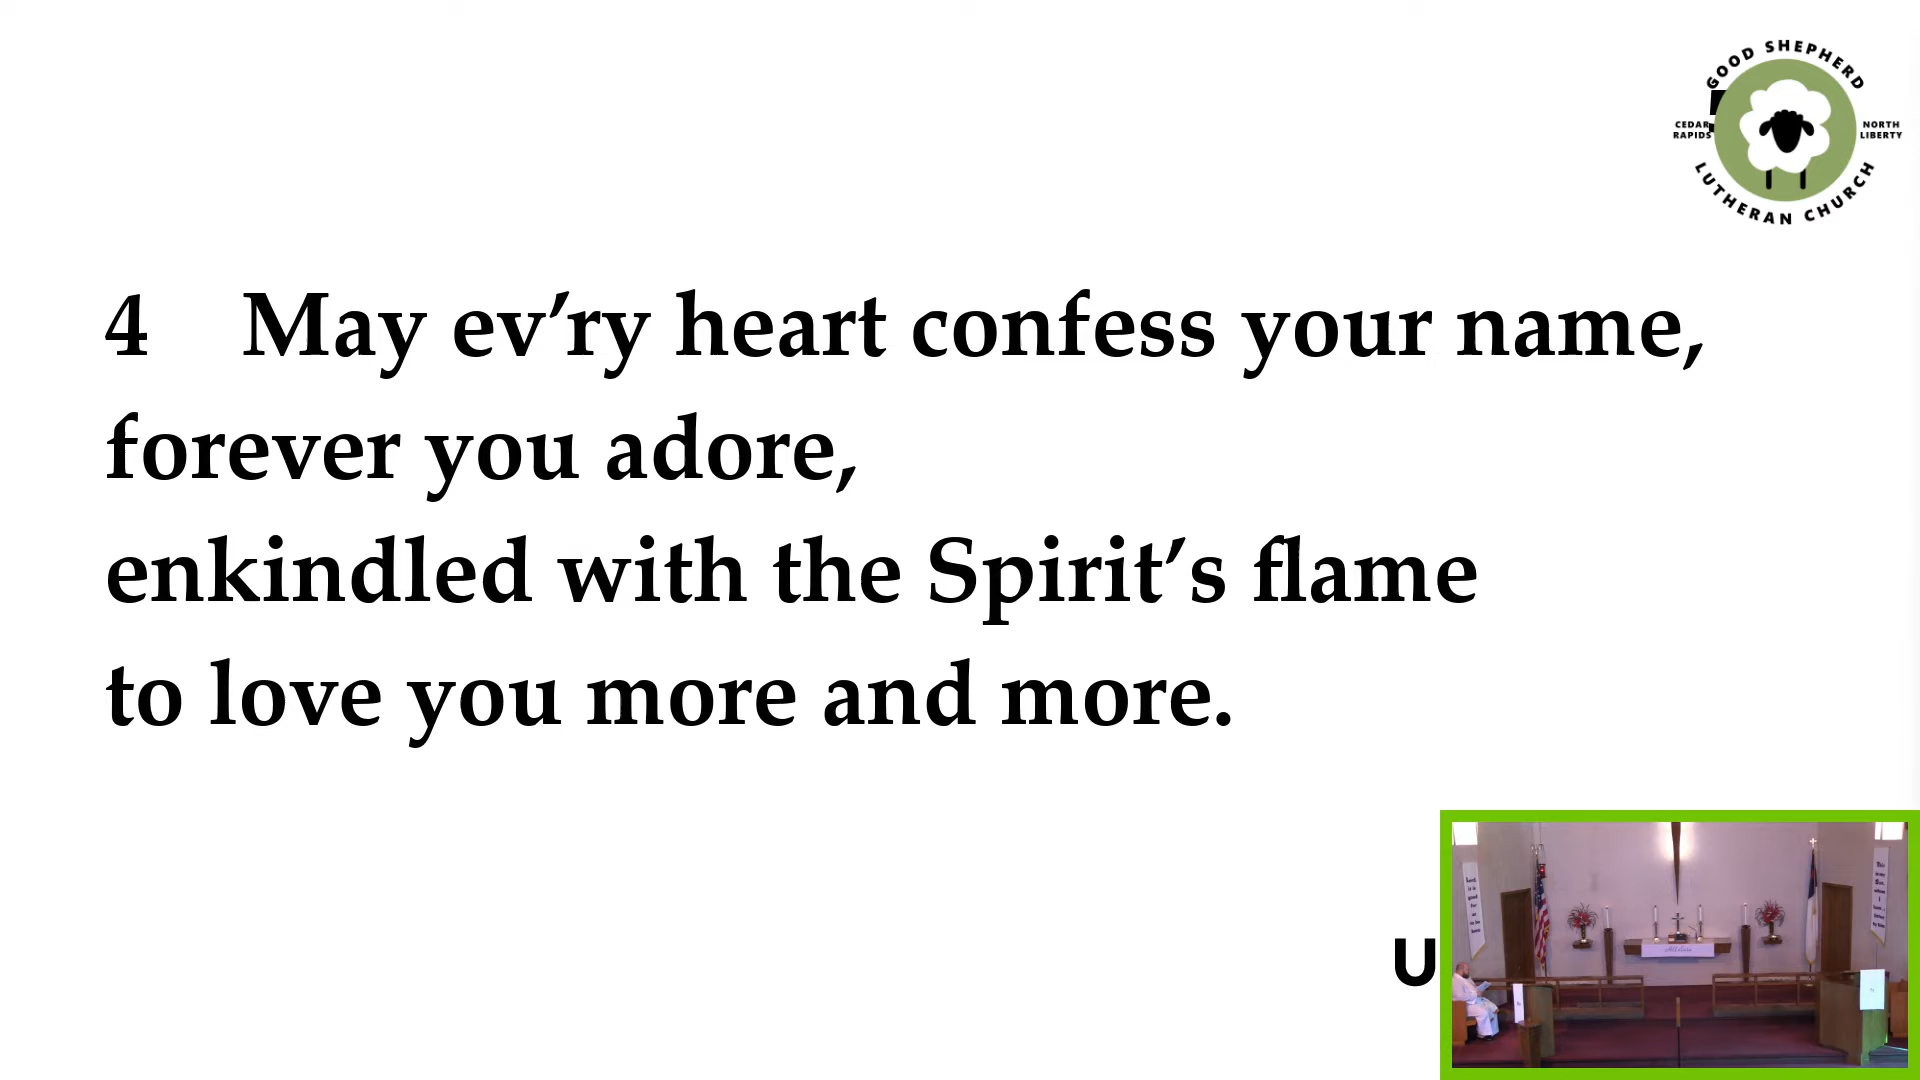 GOOD SHEPHERD
CEDAR RAPIDS
NORTH LIBERTY
LUTHERAN CHURCH
4 May ev’ry heart confess your name,
forever you adore,
enkindled with the Spirit’s flame
to love you more and more.
U